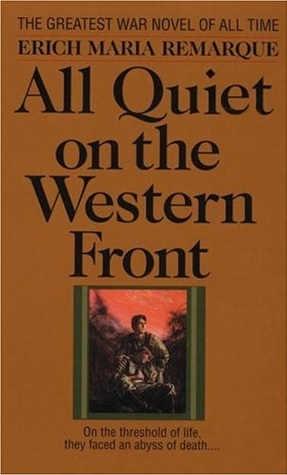 THE GREATEST WAR NOVEL OF ALL TIME
ERICH MARIA REMARQUE
All Quiet
on the
Western
Front
On the threshold of life,
they faced an abyss of death....